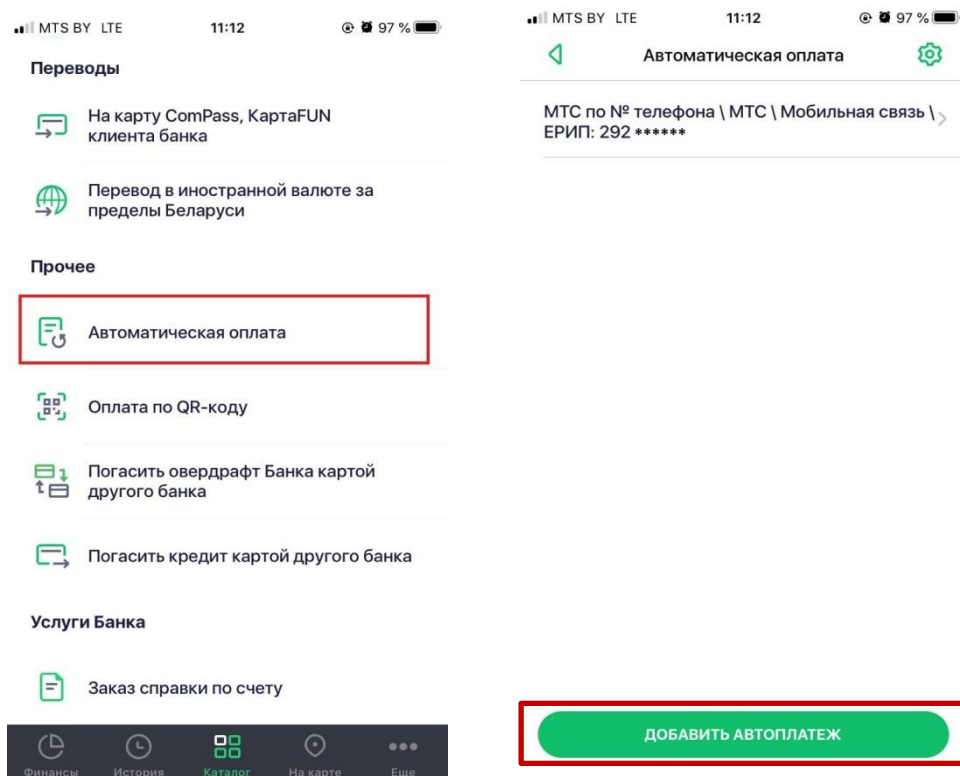 MTS BY LTE 11:12 97 %
Переводы
На карту ComPass, КартаFUN
клиента банка
Перевод в иностранной валюте за
пределы Беларуси
Прочее
Автоматическая оплата
Оплата по QR-коду
Погасить овердрафт Банка картой
другого банка
Погасить кредит картой другого банка
Услуги Банка
Заказ справки по счету
Финансы История Каталог На карте Еще
MTS BY LTE 11:12 97 %
Автоматическая оплата
МТС по № телефона \ МТС \ Мобильная связь \
ЕРИП: 292 ******
ДОБАВИТЬ АВТОПЛАТЕЖ